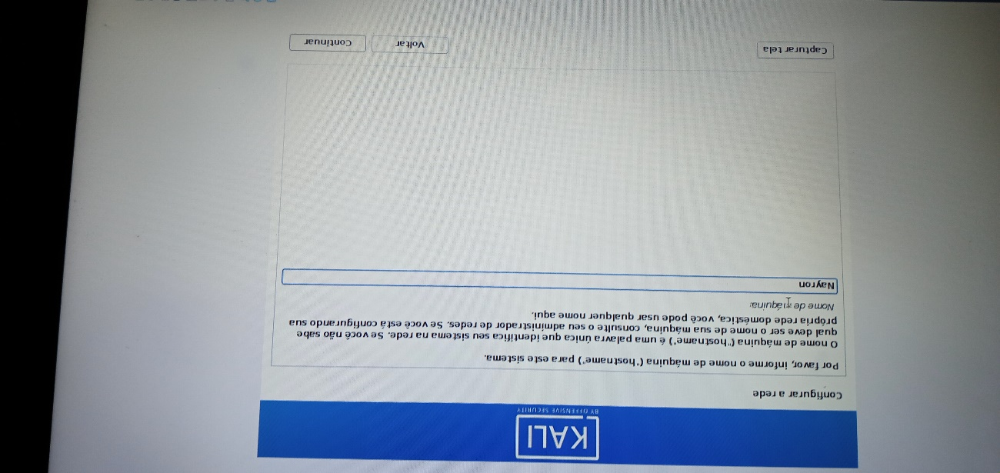 KALI
BY OFFENSIVE SECURITY
Configurar a rede
Por favor, informe o nome de máquina ("hostname") para este sistema.
O nome de máquina ("hostname") é uma palavra única que identifica seu sistema na rede. Se você não sabe
qual deve ser o nome de sua máquina, consulte o seu administrador de redes. Se você está configurando sua
própria rede doméstica, você pode usar qualquer nome aqui.
Nome de máquina:
Nayron
Capturar tela
Voltar
Continuar